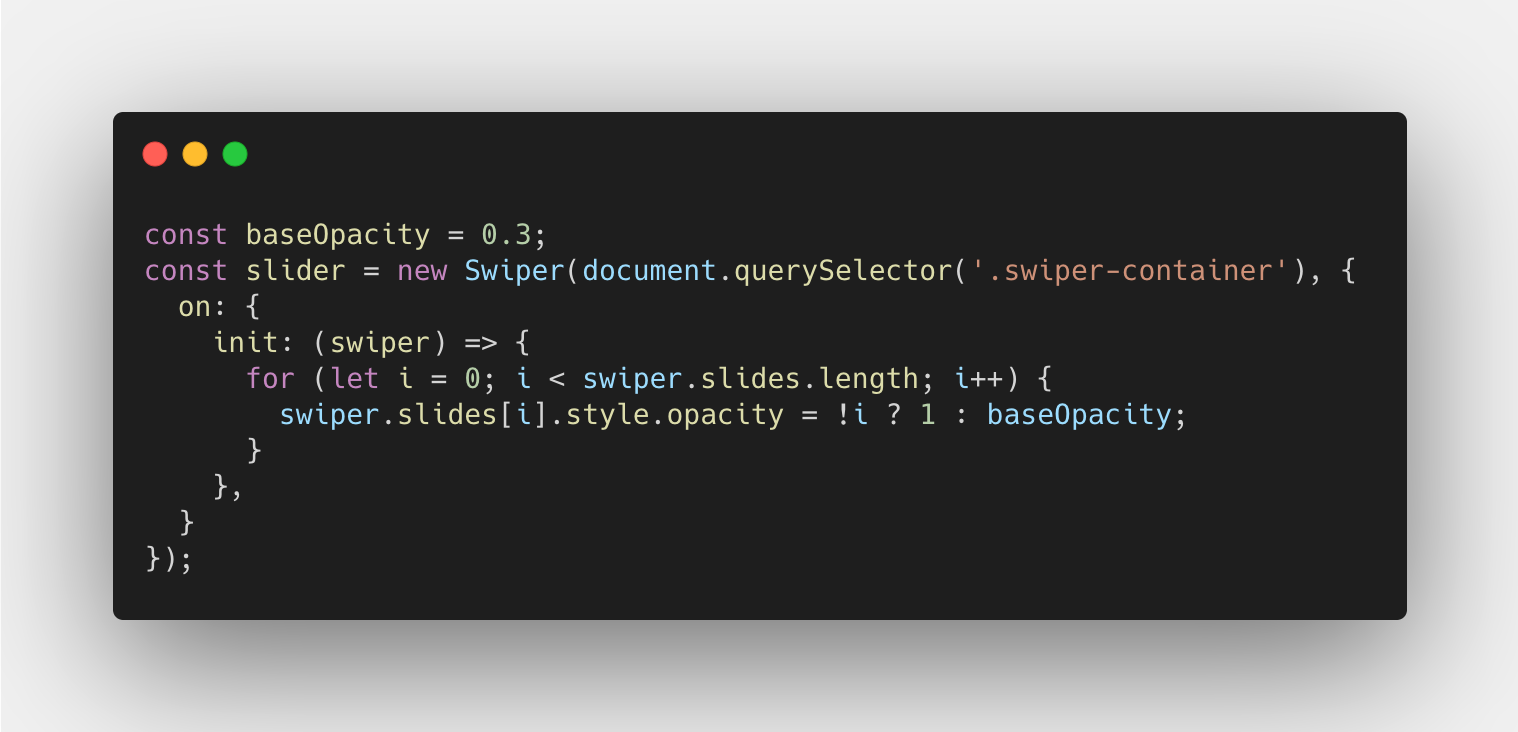 const baseOpacity = 0.3;
const slider = new Swiper(document.querySelector('.swiper-container'), {
  on: {
    init: (swiper) => {
      for (let i = 0; i < swiper.slides.length; i++) {
        swiper.slides[i].style.opacity = !i ? 1 : baseOpacity;
      }
    },
  }
});